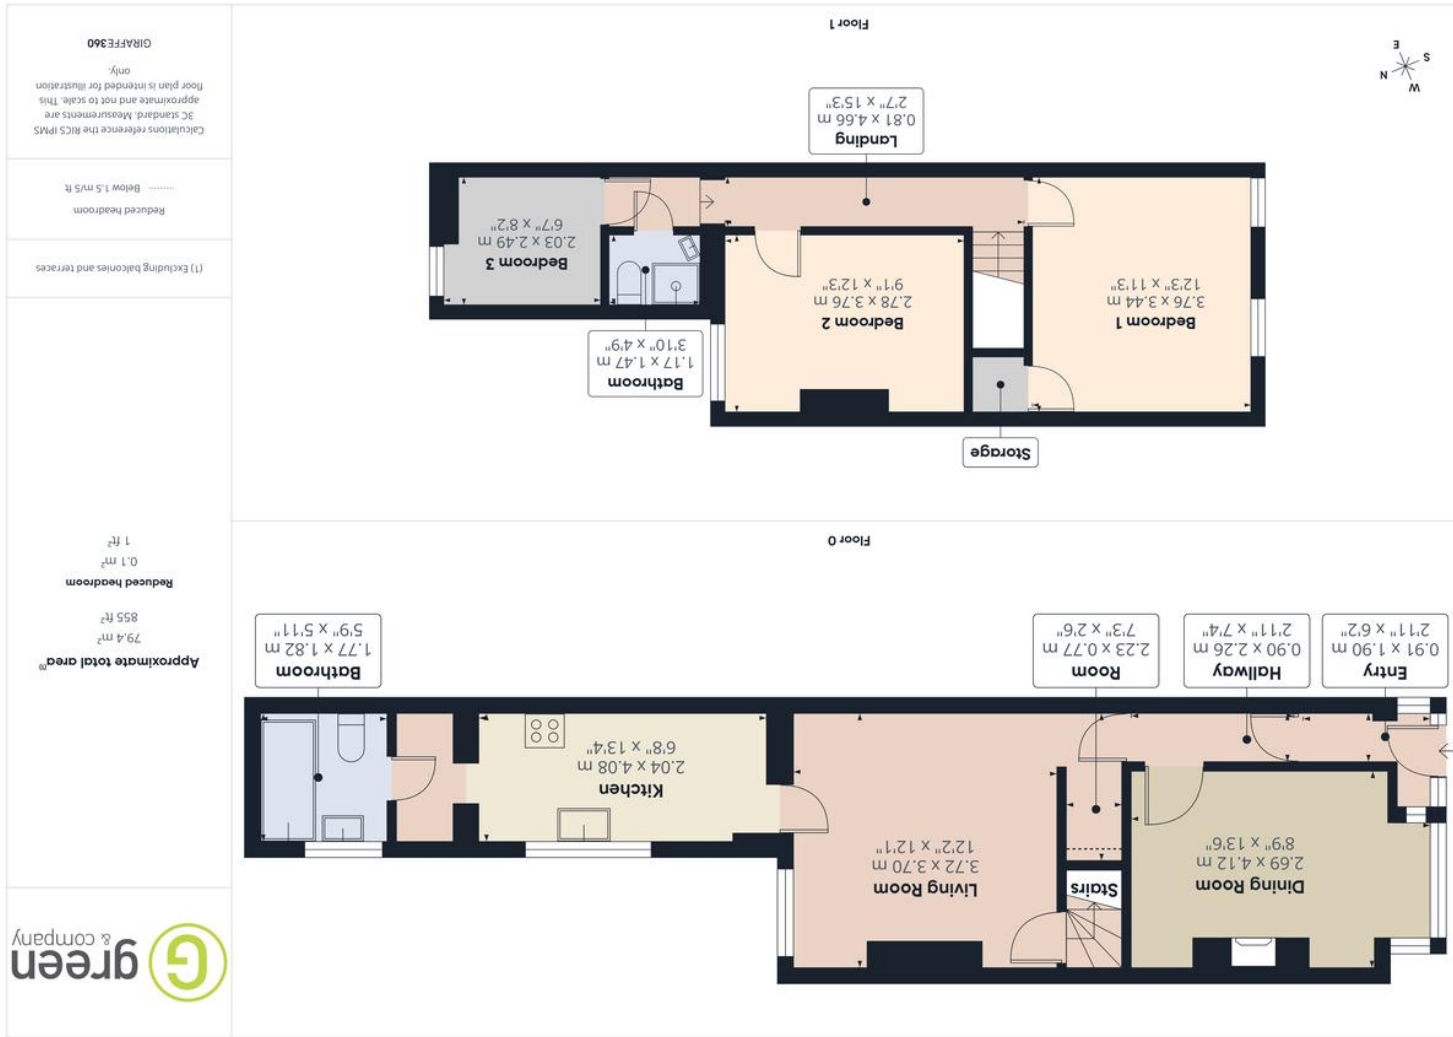 Dining Room
2.69 x 4.12 m
8'9" x 13'6"
Stairs
Living Room
3.72 x 3.70 m
12'2" x 12'1"
Kitchen
2.04 x 4.08 m
6'8" x 13'4"
Entry
0.91 x 1.90 m
2'11" x 6'2"
Hallway
0.90 x 2.26 m
2'11" x 7'4"
Room
2.23 x 0.77 m
7'3" x 2'6"
Bathroom
1.77 x 1.82 m
5'9" x 5'11"
Floor 0
Storage
Bedroom 1
3.76 x 3.44 m
12'3" x 11'3"
Bedroom 2
2.78 x 3.76 m
9'1" x 12'3"
Bathroom
1.17 x 1.47 m
3'10" x 4'9"
Bedroom 3
2.03 x 2.49 m
6'7" x 8'2"
Landing
0.81 x 4.66 m
2'7" x 15'3"
W
S
N
E
Floor 1
G green
& company
Approximate total area(1)
79.4 m²
855 ft²
Reduced headroom
0.1 m²
1 ft²
(1) Excluding balconies and terraces
Reduced headroom
Below 1.5 m/5 ft
Calculations reference the RICS IPMS
3C standard. Measurements are
approximate and not to scale. This
floor plan is intended for illustration
only.
GIRAFFE360